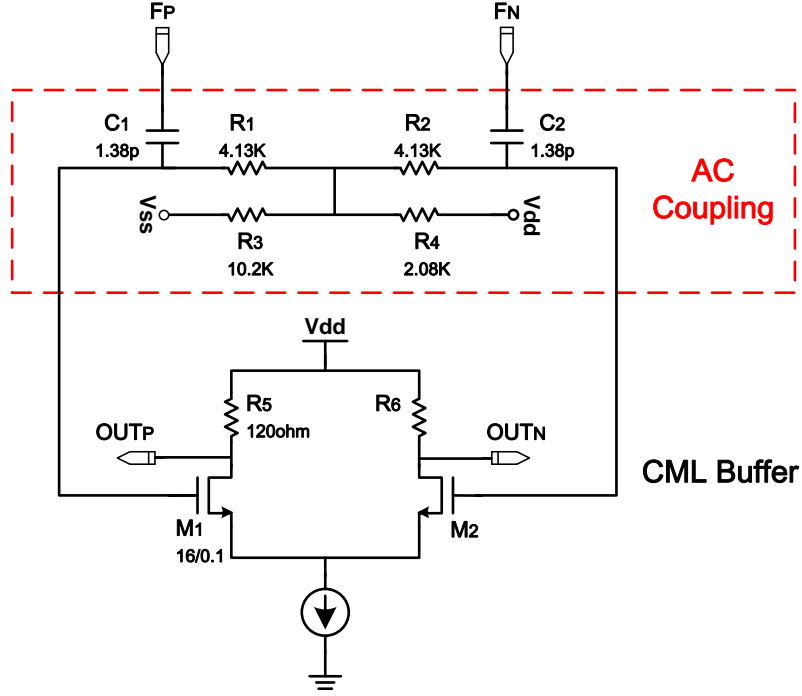 FP
FN
C1
1.38p
R1
4.13K
R2
4.13K
C2
1.38p
AC
Coupling
Vss
R3
10.2K
R4
2.08K
Vdd
Vdd
R5
120ohm
R6
OUTP
OUTN
CML Buffer
M1
16/0.1
M2